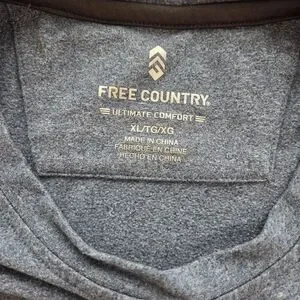 FREE COUNTRY®
ULTIMATE COMFORT
XL/TG/XG
MADE IN CHINA
FABRIQUÉ EN CHINE
HECHO EN CHINA